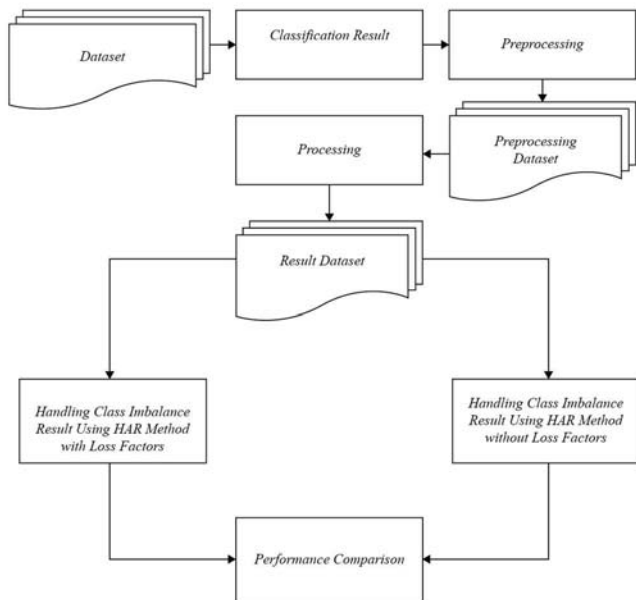 Dataset
Classification Result
Preprocessing
Processing
Preprocessing
Dataset
Result Dataset
Handling Class Imbalance
Result Using HAR Method
with Loss Factors
Handling Class Imbalance
Result Using HAR Method
without Loss Factors
Performance Comparison